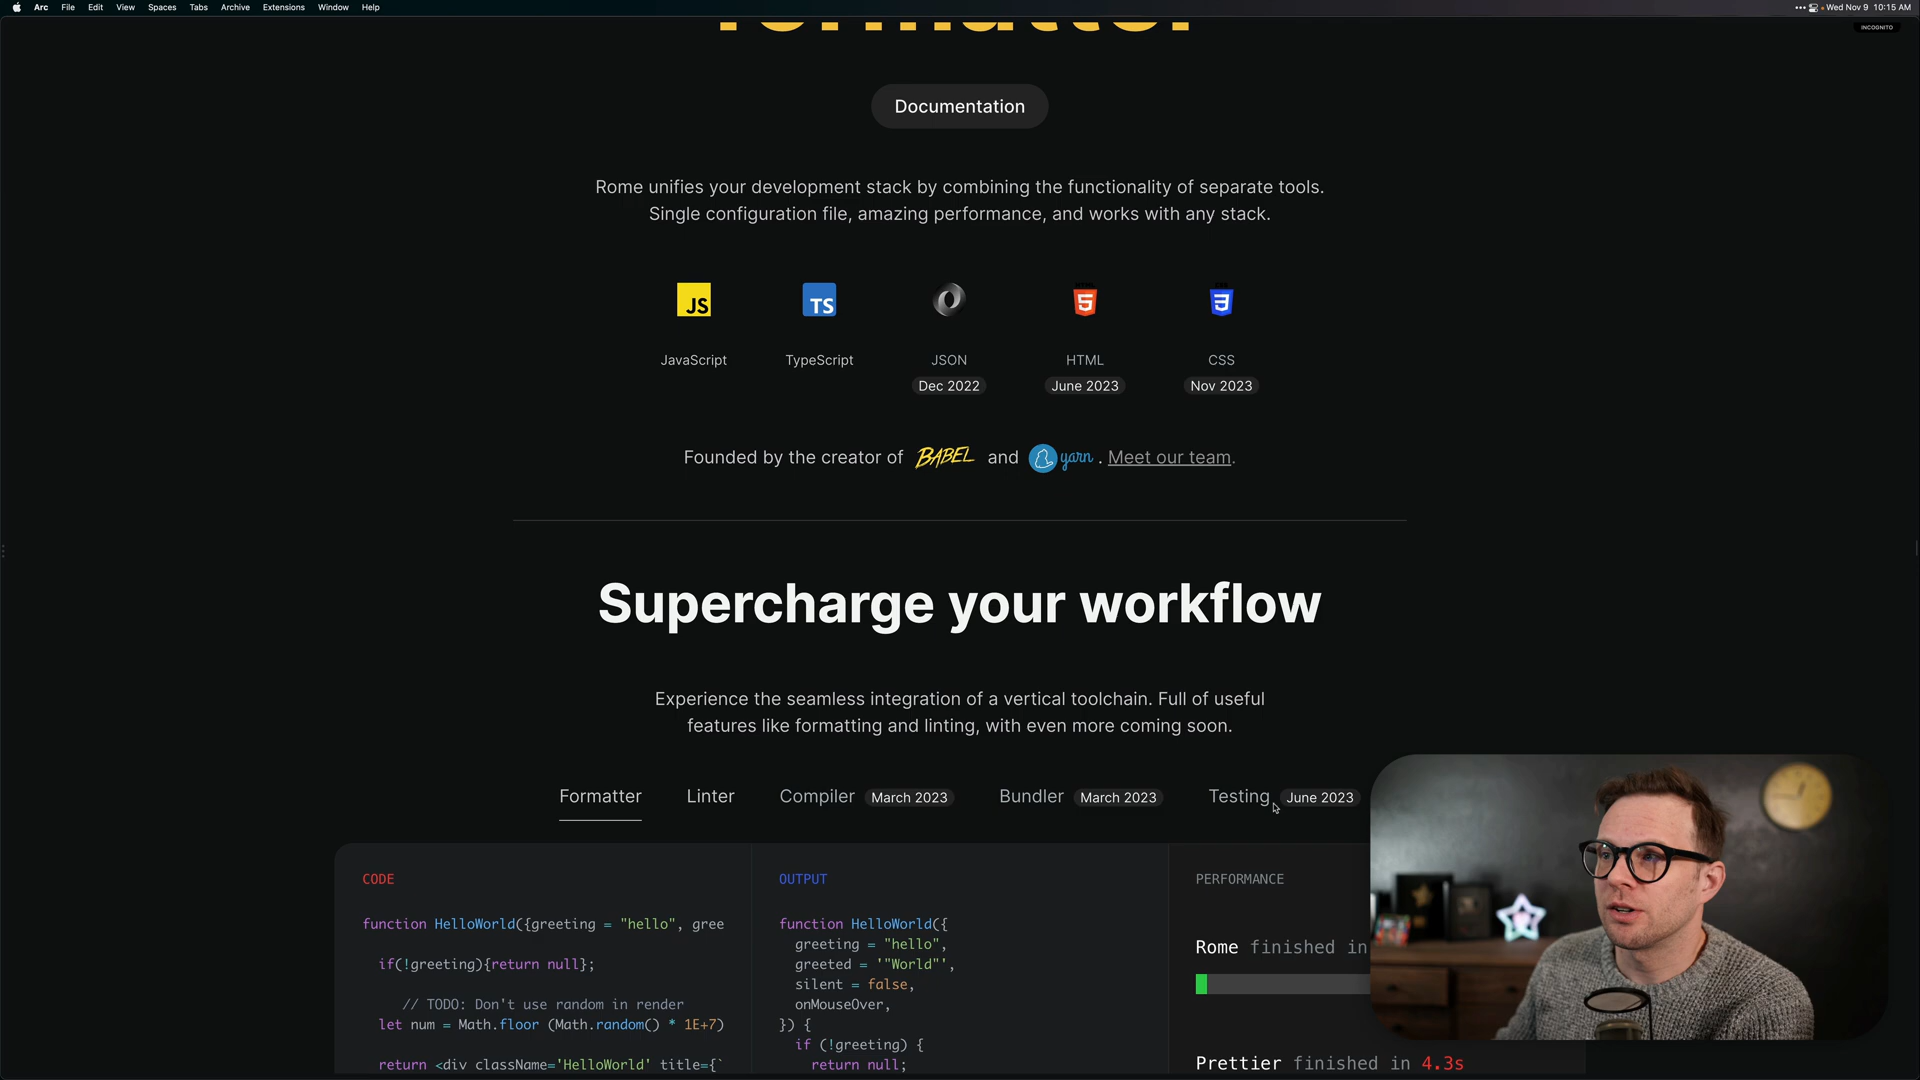 Arc File Edit View Spaces Tabs Archive Extensions Window Help
Wed Nov 9 10:15 AM
INCOGNITO
Documentation
Rome unifies your development stack by combining the functionality of separate tools.
Single configuration file, amazing performance, and works with any stack.
JS TS 5 3
JavaScript TypeScript JSON HTML CSS
Dec 2022 June 2023 Nov 2023
Founded by the creator of BABEL and yarn . Meet our team.
Supercharge your workflow
Experience the seamless integration of a vertical toolchain. Full of useful
features like formatting and linting, with even more coming soon.
Formatter Linter Compiler March 2023 Bundler March 2023 Testing June 2023
CODE
function HelloWorld({greeting = "hello", gree
if(!greeting){return null};
// TODO: Don't use random in render
let num = Math.floor (Math.random() * 1E+7)
return <div className='HelloWorld' title={`
OUTPUT
function HelloWorld({
greeting = "hello",
greeted = '"World"',
silent = false,
onMouseOver,
}) {
if (!greeting) {
return null;
PERFORMANCE
Rome finished in
Prettier finished in 4.3s